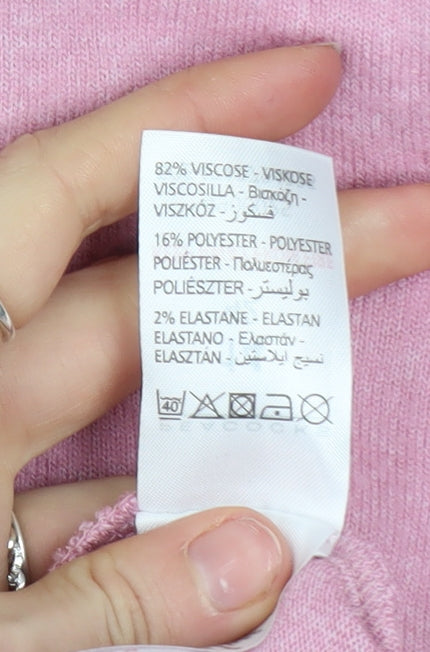 82% VISCOSE - VISKOSE
VISCOSILLA - Βισκόζη -
VISZKÓZ - فسكوز
16% POLYESTER - POLYESTER
POLIÉSTER - Πολυεστέρας
POLIÉSZTER - بوليستر
2% ELASTANE - ELASTAN
ELASTANO - Ελαστάν -
ELASZTÁN - نسيج ايلاستين
40